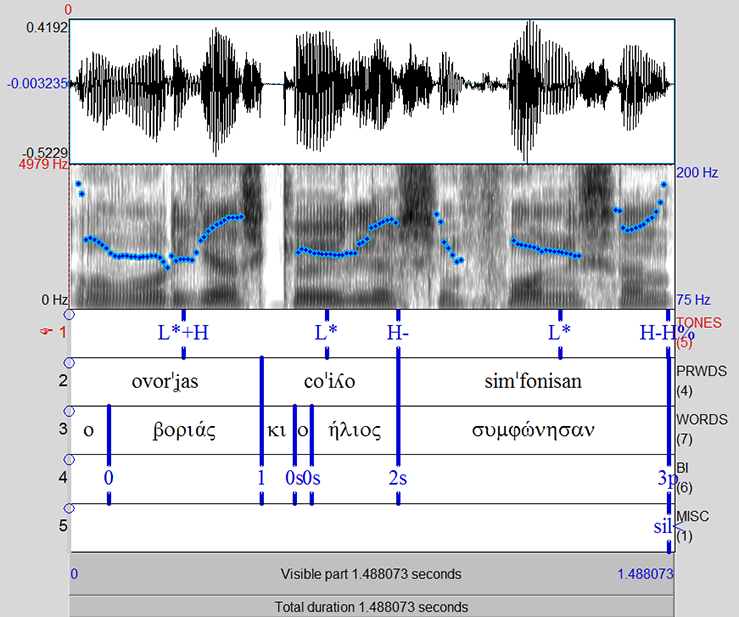 0
0.4192
-0.003235
-0.5229
4979 Hz
200 Hz
0 Hz
75 Hz
☞ 1
L*+H L* H- L* H-H%
TONES
(5)
2
ovorˈʝas coˈiʎo simˈfonisan
PRWDS
(4)
3
ο βοριάς κι ο ήλιος συμφώνησαν
WORDS
(7)
4
0 1 0s 0s 2s 3p
BI
(6)
5
sil<
MISC
(1)
0 Visible part 1.488073 seconds 1.488073
Total duration 1.488073 seconds